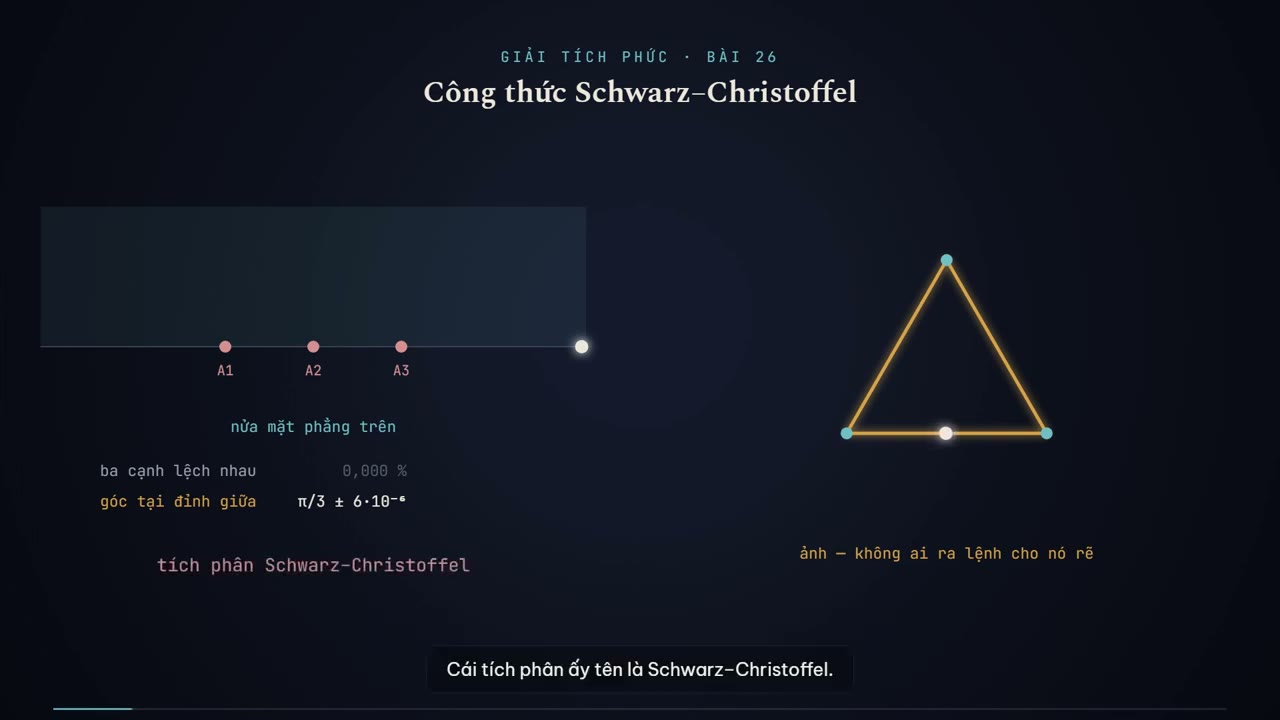 GIẢI TÍCH PHỨC · BÀI 26
Công thức Schwarz–Christoffel
A1 A2 A3
nửa mặt phẳng trên
ba cạnh lệch nhau 0,000 %
góc tại đỉnh giữa π/3 ± 6·10⁻⁶
tích phân Schwarz–Christoffel
ảnh — không ai ra lệnh cho nó rẽ
Cái tích phân ấy tên là Schwarz–Christoffel.